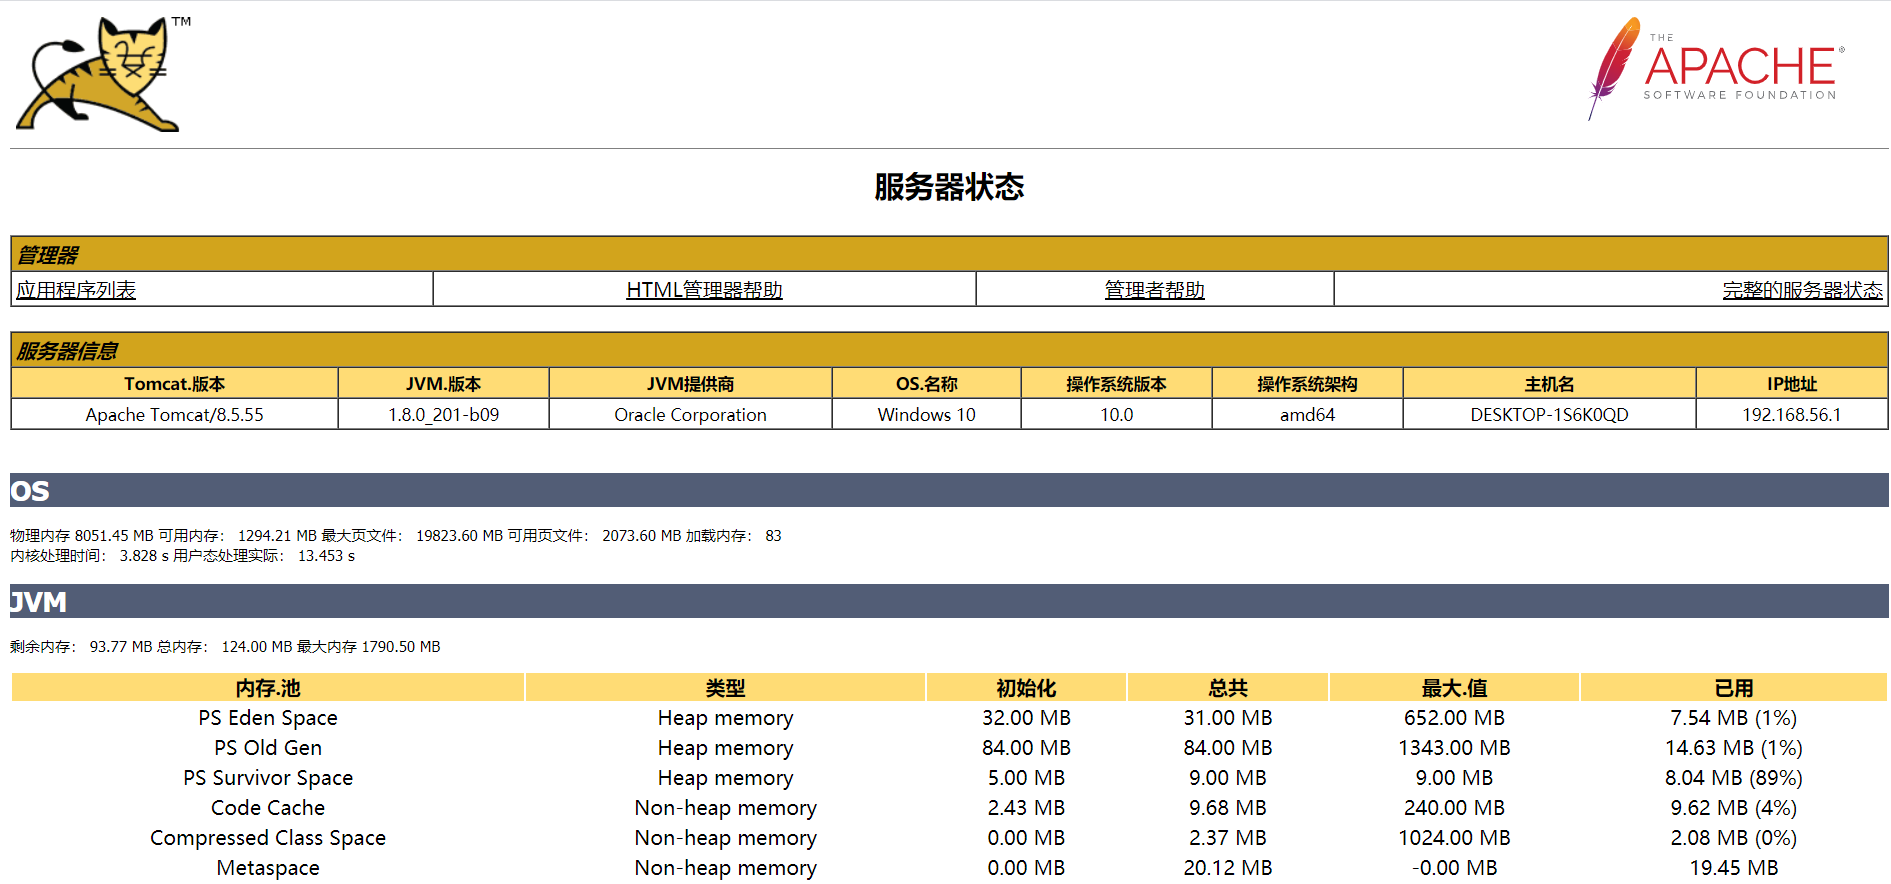 TM
THE
APACHE®
SOFTWARE FOUNDATION
服务器状态
管理器
应用程序列表 HTML管理器帮助 管理者帮助 完整的服务器状态
服务器信息
Tomcat.版本 JVM.版本 JVM提供商 OS.名称 操作系统版本 操作系统架构 主机名 IP地址
Apache Tomcat/8.5.55 1.8.0_201-b09 Oracle Corporation Windows 10 10.0 amd64 DESKTOP-1S6K0QD 192.168.56.1
OS
物理内存 8051.45 MB 可用内存： 1294.21 MB 最大页文件： 19823.60 MB 可用页文件： 2073.60 MB 加载内存： 83
内核处理时间： 3.828 s 用户态处理实际： 13.453 s
JVM
剩余内存： 93.77 MB 总内存： 124.00 MB 最大内存 1790.50 MB
内存.池 类型 初始化 总共 最大.值 已用
PS Eden Space Heap memory 32.00 MB 31.00 MB 652.00 MB 7.54 MB (1%)
PS Old Gen Heap memory 84.00 MB 84.00 MB 1343.00 MB 14.63 MB (1%)
PS Survivor Space Heap memory 5.00 MB 9.00 MB 9.00 MB 8.04 MB (89%)
Code Cache Non-heap memory 2.43 MB 9.68 MB 240.00 MB 9.62 MB (4%)
Compressed Class Space Non-heap memory 0.00 MB 2.37 MB 1024.00 MB 2.08 MB (0%)
Metaspace Non-heap memory 0.00 MB 20.12 MB -0.00 MB 19.45 MB